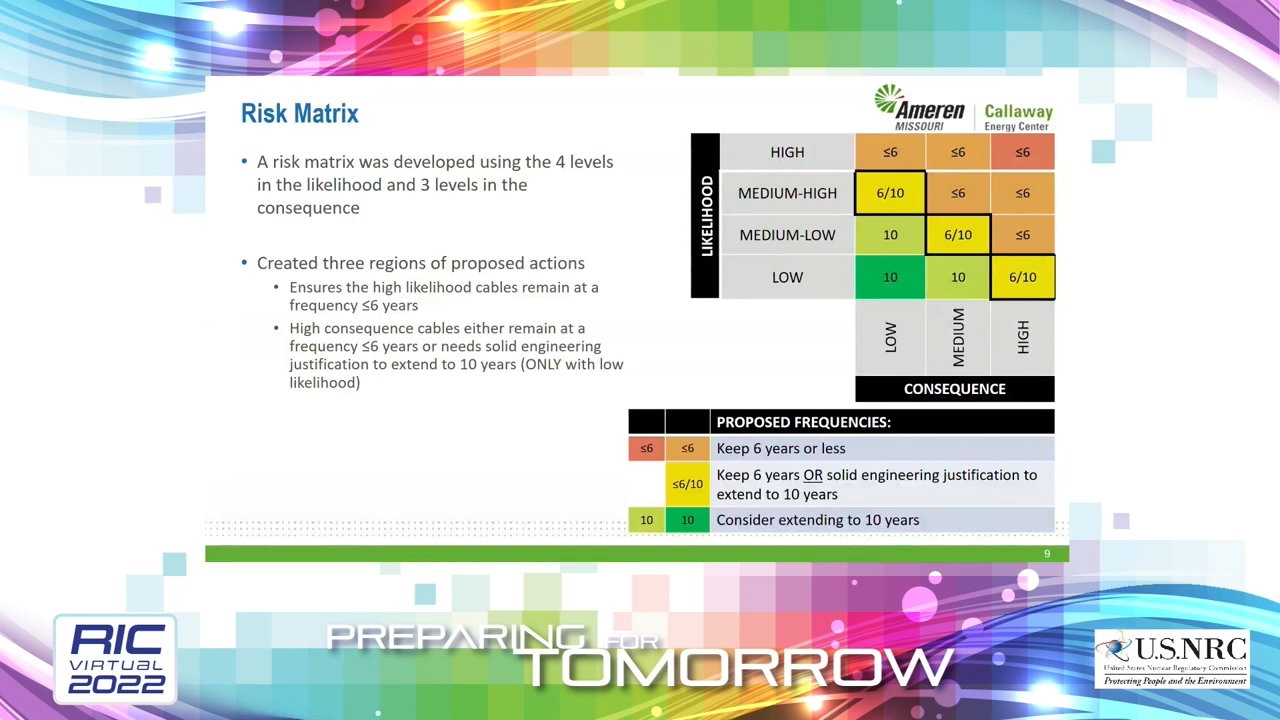 Risk Matrix
Ameren
MISSOURI
Callaway
Energy Center
• A risk matrix was developed using the 4 levels
in the likelihood and 3 levels in the
consequence
• Created three regions of proposed actions
• Ensures the high likelihood cables remain at a
frequency ≤6 years
• High consequence cables either remain at a
frequency ≤6 years or needs solid engineering
justification to extend to 10 years (ONLY with low
likelihood)
LIKELIHOOD
HIGH ≤6 ≤6 ≤6
MEDIUM-HIGH 6/10 ≤6 ≤6
MEDIUM-LOW 10 6/10 ≤6
LOW 10 10 6/10
LOW MEDIUM HIGH
CONSEQUENCE
PROPOSED FREQUENCIES:
≤6 ≤6 Keep 6 years or less
≤6/10 Keep 6 years OR solid engineering justification to
extend to 10 years
10 10 Consider extending to 10 years
9
RIC
VIRTUAL
2022
PREPARING FOR
TOMORROW
U.S.NRC
United States Nuclear Regulatory Commission
Protecting People and the Environment